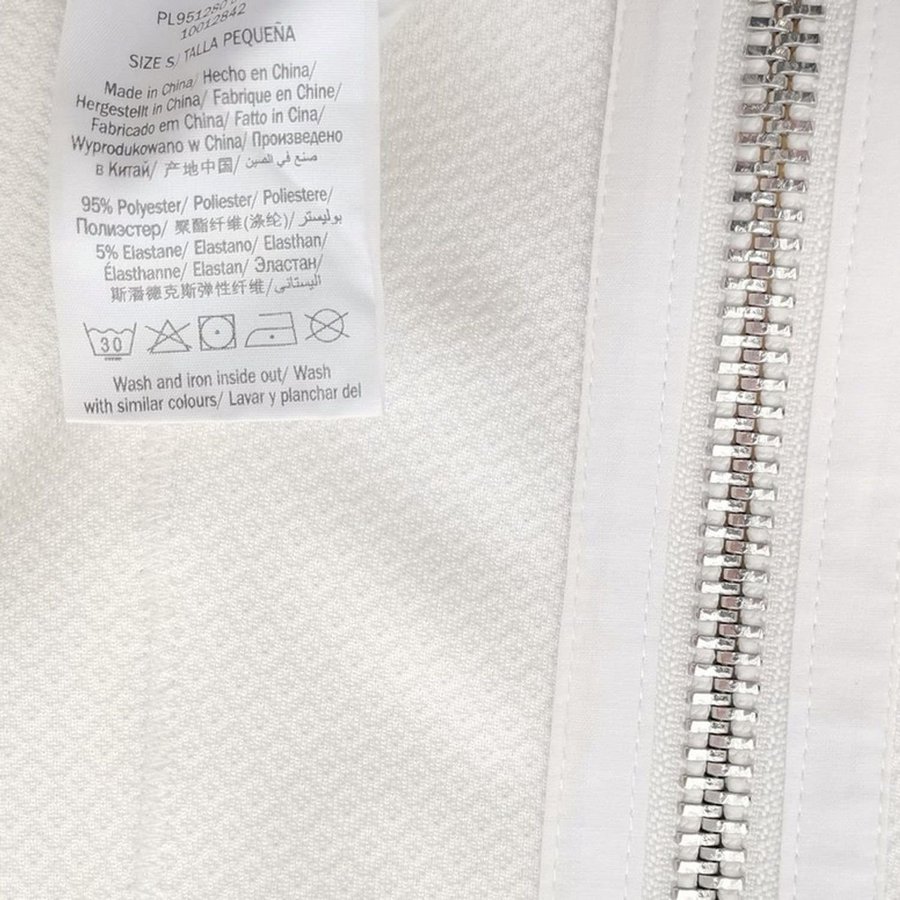 PL951280
10012842
SIZE S/ TALLA PEQUEÑA
Made in China/ Hecho en China/
Hergestellt in China/ Fabrique en Chine/
Fabricado em China/ Fatto in Cina/
Wyprodukowano w China/ Произведено
в Китай/ 产地中国/ صنع في الصين
95% Polyester/ Poliester/ Poliestere/
Полиэстер/ 聚酯纤维(涤纶)/ بوليستر
5% Elastane/ Elastano/ Elasthan/
Élasthanne/ Elastan/ Эластан/
斯潘德克斯弹性纤维/ اليستاني
30
Wash and iron inside out/ Wash
with similar colours/ Lavar y planchar del